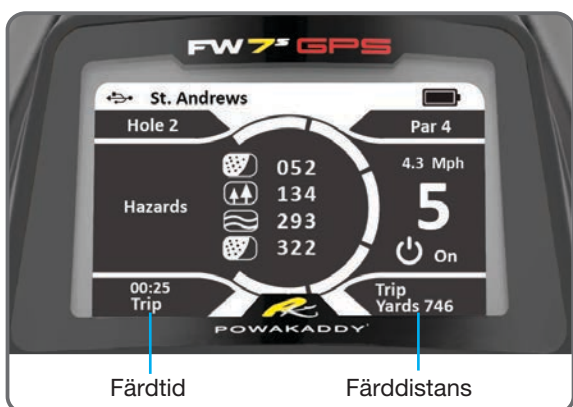 FW7s GPS
St. Andrews
Hole 2
Par 4
Hazards
052
134
293
322
4.3 Mph
5
On
00:25
Trip
Trip
Yards 746
POWAKADDY
Färdtid
Färddistans